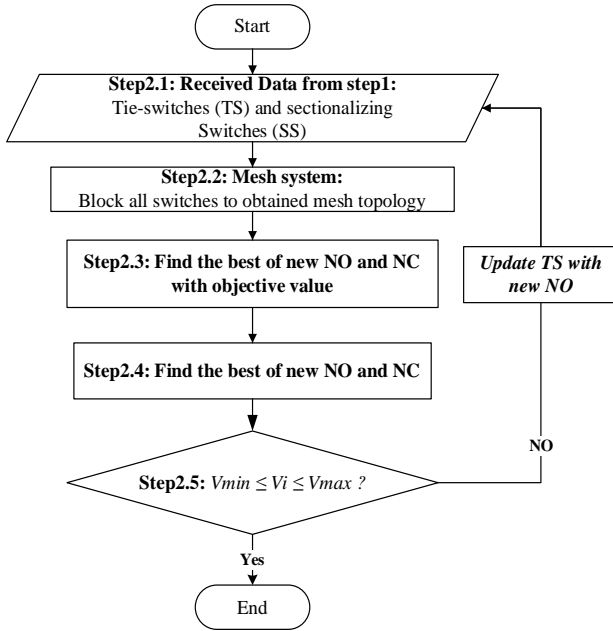 Start
Step2.1: Received Data from step1:
Tie-switches (TS) and sectionalizing
Switches (SS)
Step2.2: Mesh system:
Block all switches to obtained mesh topology
Step2.3: Find the best of new NO and NC
with objective value
Update TS with
new NO
Step2.4: Find the best of new NO and NC
Step2.5: Vmin ≤ Vi ≤ Vmax ?
NO
Yes
End